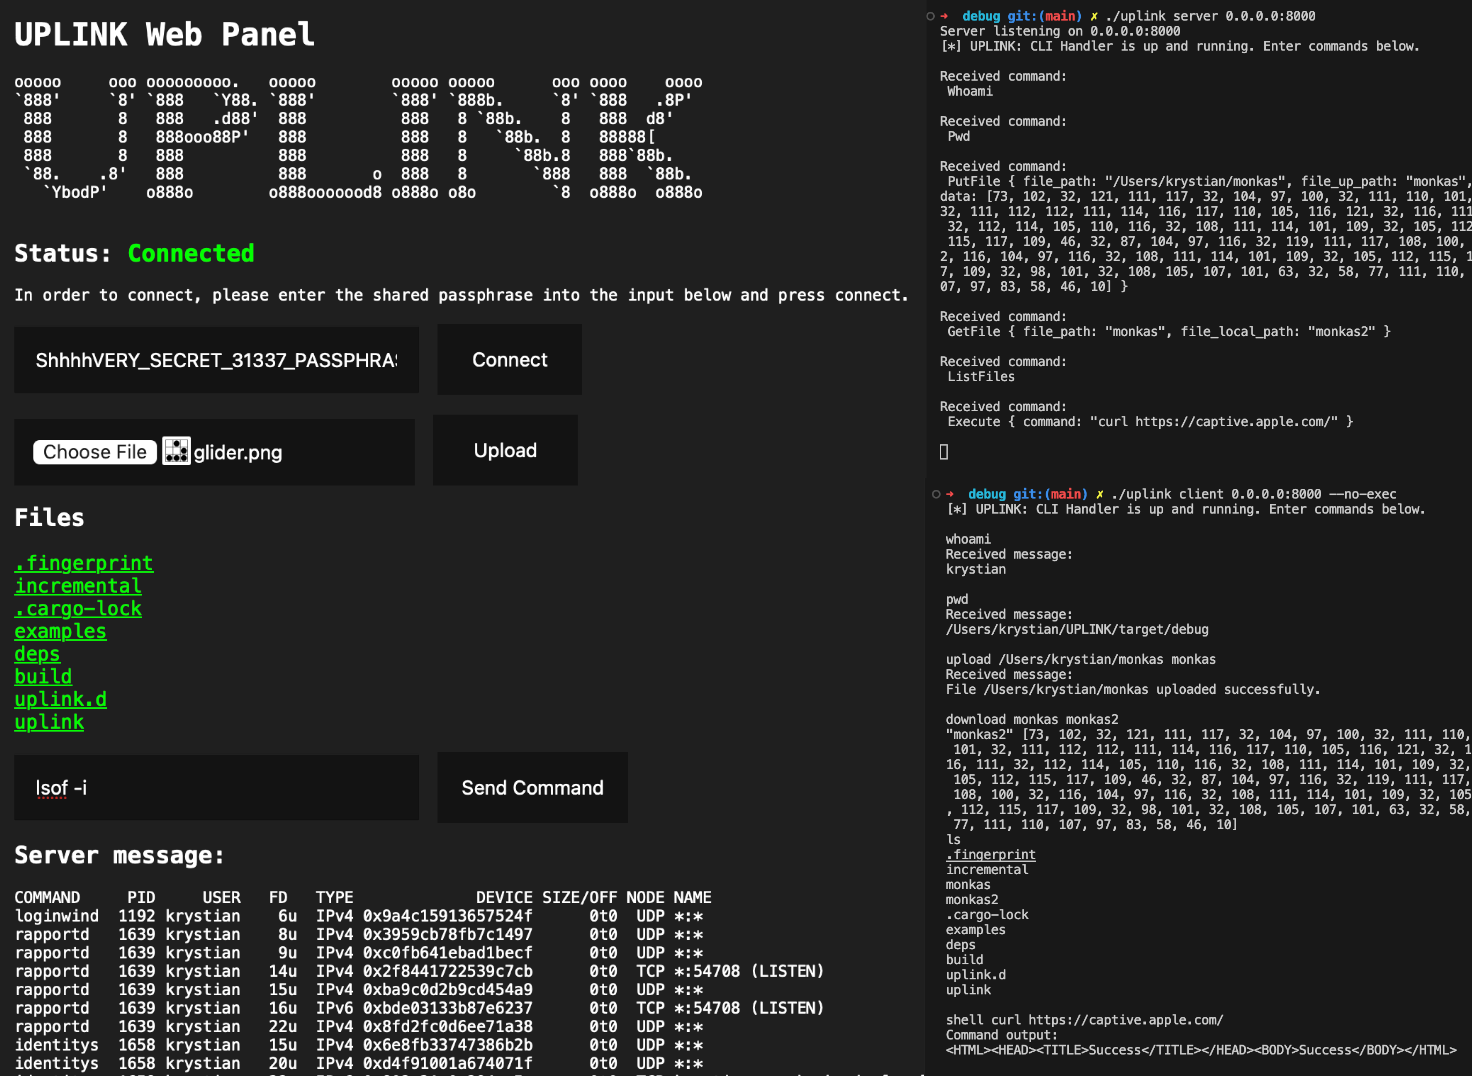 UPLINK Web Panel
ooooo     ooo ooooooooo.   ooooo        ooooo ooooo      ooo oooo    oooo
`888'     `8' `888   `Y88. `888'        `888' `888b.     `8' `888   .8P'
 888       8   888   .d88'  888          888   8 `88b.    8   888  d8'
 888       8   888ooo88P'   888          888   8   `88b.  8   88888[
 888       8   888          888          888   8     `88b.8   888`88b.
 `88.    .8'   888          888       o  888   8       `888   888  `88b.
   `YbodP'    o888o        o888ooooood8 o888o o8o        `8  o888o  o888o
Status: Connected
In order to connect, please enter the shared passphrase into the input below and press connect.
ShhhhVERY_SECRET_31337_PASSPHRA
Connect
Choose File glider.png
Upload
Files
.fingerprint
incremental
.cargo-lock
examples
deps
build
uplink.d
uplink
lsof -i
Send Command
Server message:
COMMAND     PID     USER   FD   TYPE             DEVICE SIZE/OFF NODE NAME
loginwind  1192 krystian    6u  IPv4 0x9a4c15913657524f      0t0  UDP *:*
rapportd   1639 krystian    8u  IPv4 0x3959cb78fb7c1497      0t0  UDP *:*
rapportd   1639 krystian    9u  IPv4 0xc0fb641ebad1becf      0t0  UDP *:*
rapportd   1639 krystian   14u  IPv4 0x2f8441722539c7cb      0t0  TCP *:54708 (LISTEN)
rapportd   1639 krystian   15u  IPv4 0xba9c0d2b9cd454a9      0t0  UDP *:*
rapportd   1639 krystian   16u  IPv6 0xbde03133b87e6237      0t0  TCP *:54708 (LISTEN)
rapportd   1639 krystian   22u  IPv4 0x8fd2fc0d6ee71a38      0t0  UDP *:*
identitys  1658 krystian   15u  IPv4 0x6e8fb33747386b2b      0t0  UDP *:*
identitys  1658 krystian   20u  IPv4 0xd4f91001a674071f      0t0  UDP *:*
➜  debug git:(main) ✗ ./uplink server 0.0.0.0:8000
Server listening on 0.0.0.0:8000
[*] UPLINK: CLI Handler is up and running. Enter commands below.
Received command:
 Whoami
Received command:
 Pwd
Received command:
 PutFile { file_path: "/Users/krystian/monkas", file_up_path: "monkas",
data: [73, 102, 32, 121, 111, 117, 32, 104, 97, 100, 32, 111, 110, 101,
32, 111, 112, 112, 111, 114, 116, 117, 110, 105, 116, 121, 32, 116, 111
 32, 112, 114, 105, 110, 116, 32, 108, 111, 114, 101, 109, 32, 105, 112
 115, 117, 109, 46, 32, 87, 104, 97, 116, 32, 119, 111, 117, 108, 100,
2, 116, 104, 97, 116, 32, 108, 111, 114, 101, 109, 32, 105, 112, 115, 1
7, 109, 32, 98, 101, 32, 108, 105, 107, 101, 63, 32, 58, 77, 111, 110,
07, 97, 83, 58, 46, 10] }
Received command:
 GetFile { file_path: "monkas", file_local_path: "monkas2" }
Received command:
 ListFiles
Received command:
 Execute { command: "curl https://captive.apple.com/" }
➜  debug git:(main) ✗ ./uplink client 0.0.0.0:8000 --no-exec
[*] UPLINK: CLI Handler is up and running. Enter commands below.
whoami
Received message:
krystian
pwd
Received message:
/Users/krystian/UPLINK/target/debug
upload /Users/krystian/monkas monkas
Received message:
File /Users/krystian/monkas uploaded successfully.
download monkas monkas2
"monkas2" [73, 102, 32, 121, 111, 117, 32, 104, 97, 100, 32, 111, 110,
 101, 32, 111, 112, 112, 111, 114, 116, 117, 110, 105, 116, 121, 32, 1
16, 111, 32, 112, 114, 105, 110, 116, 32, 108, 111, 114, 101, 109, 32,
 105, 112, 115, 117, 109, 46, 32, 87, 104, 97, 116, 32, 119, 111, 117,
 108, 100, 32, 116, 104, 97, 116, 32, 108, 111, 114, 101, 109, 32, 105
, 112, 115, 117, 109, 32, 98, 101, 32, 108, 105, 107, 101, 63, 32, 58,
 77, 111, 110, 107, 97, 83, 58, 46, 10]
ls
.fingerprint
incremental
monkas
monkas2
.cargo-lock
examples
deps
build
uplink.d
uplink
shell curl https://captive.apple.com/
Command output:
<HTML><HEAD><TITLE>Success</TITLE></HEAD><BODY>Success</BODY></HTML>